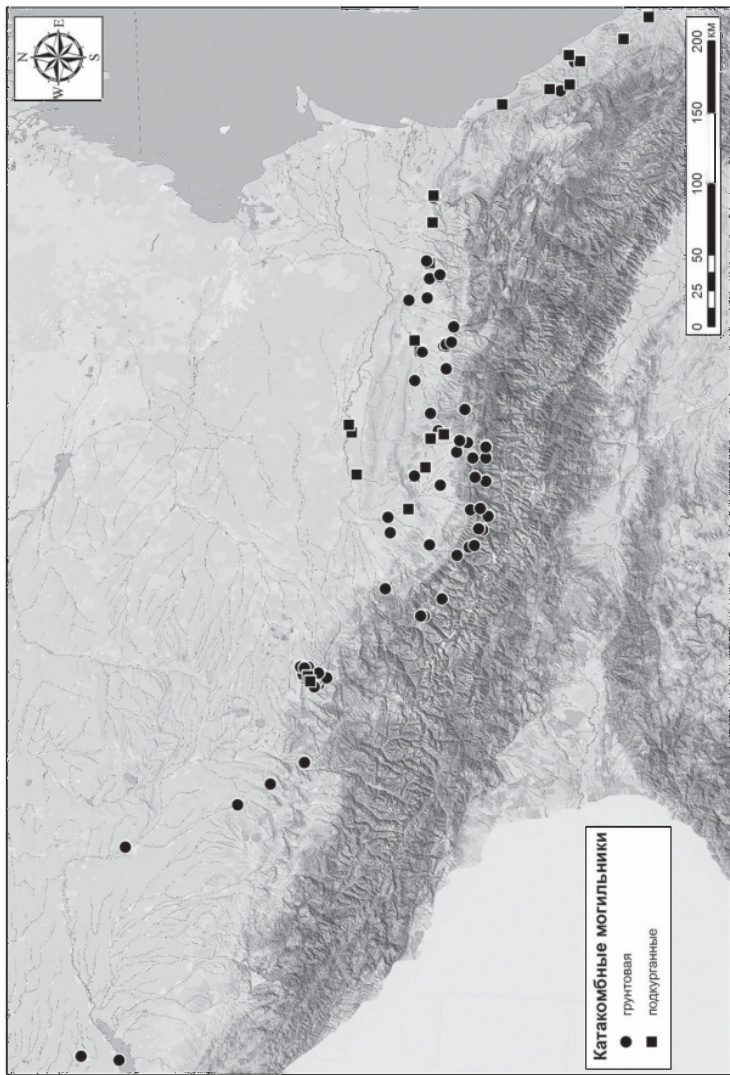 N
W E
S
Катакомбные могильники
грунтовая
подкурганные
0 25 50 100 150 200 км